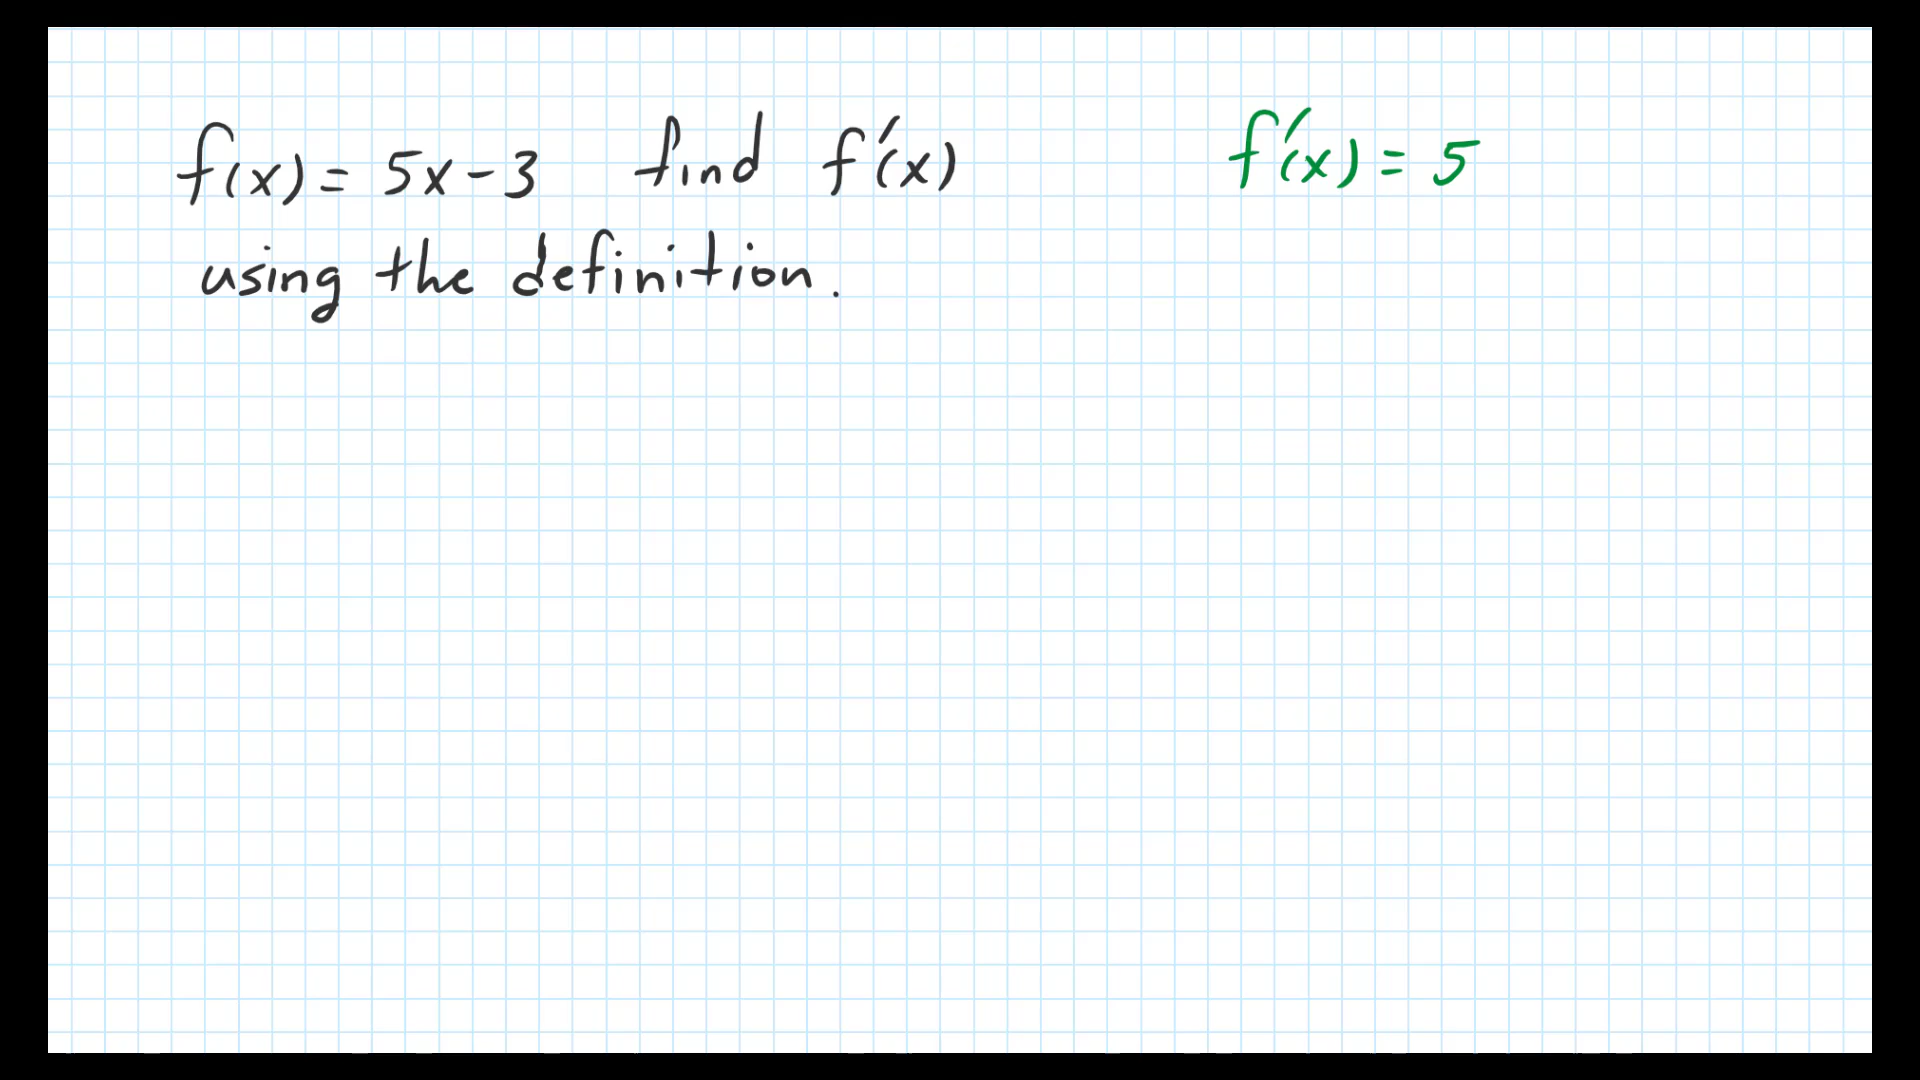 f(x) = 5x - 3 find f'(x)
using the definition.
f'(x) = 5